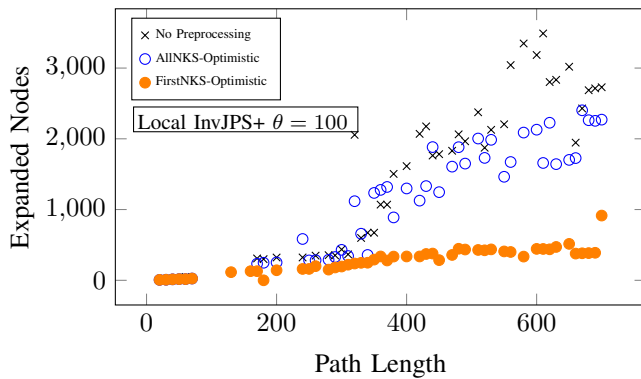 No Preprocessing
AllNKS-Optimistic
FirstNKS-Optimistic
Local InvJPS+ θ = 100
Expanded Nodes
3,000
2,000
1,000
0
0 200 400 600
Path Length